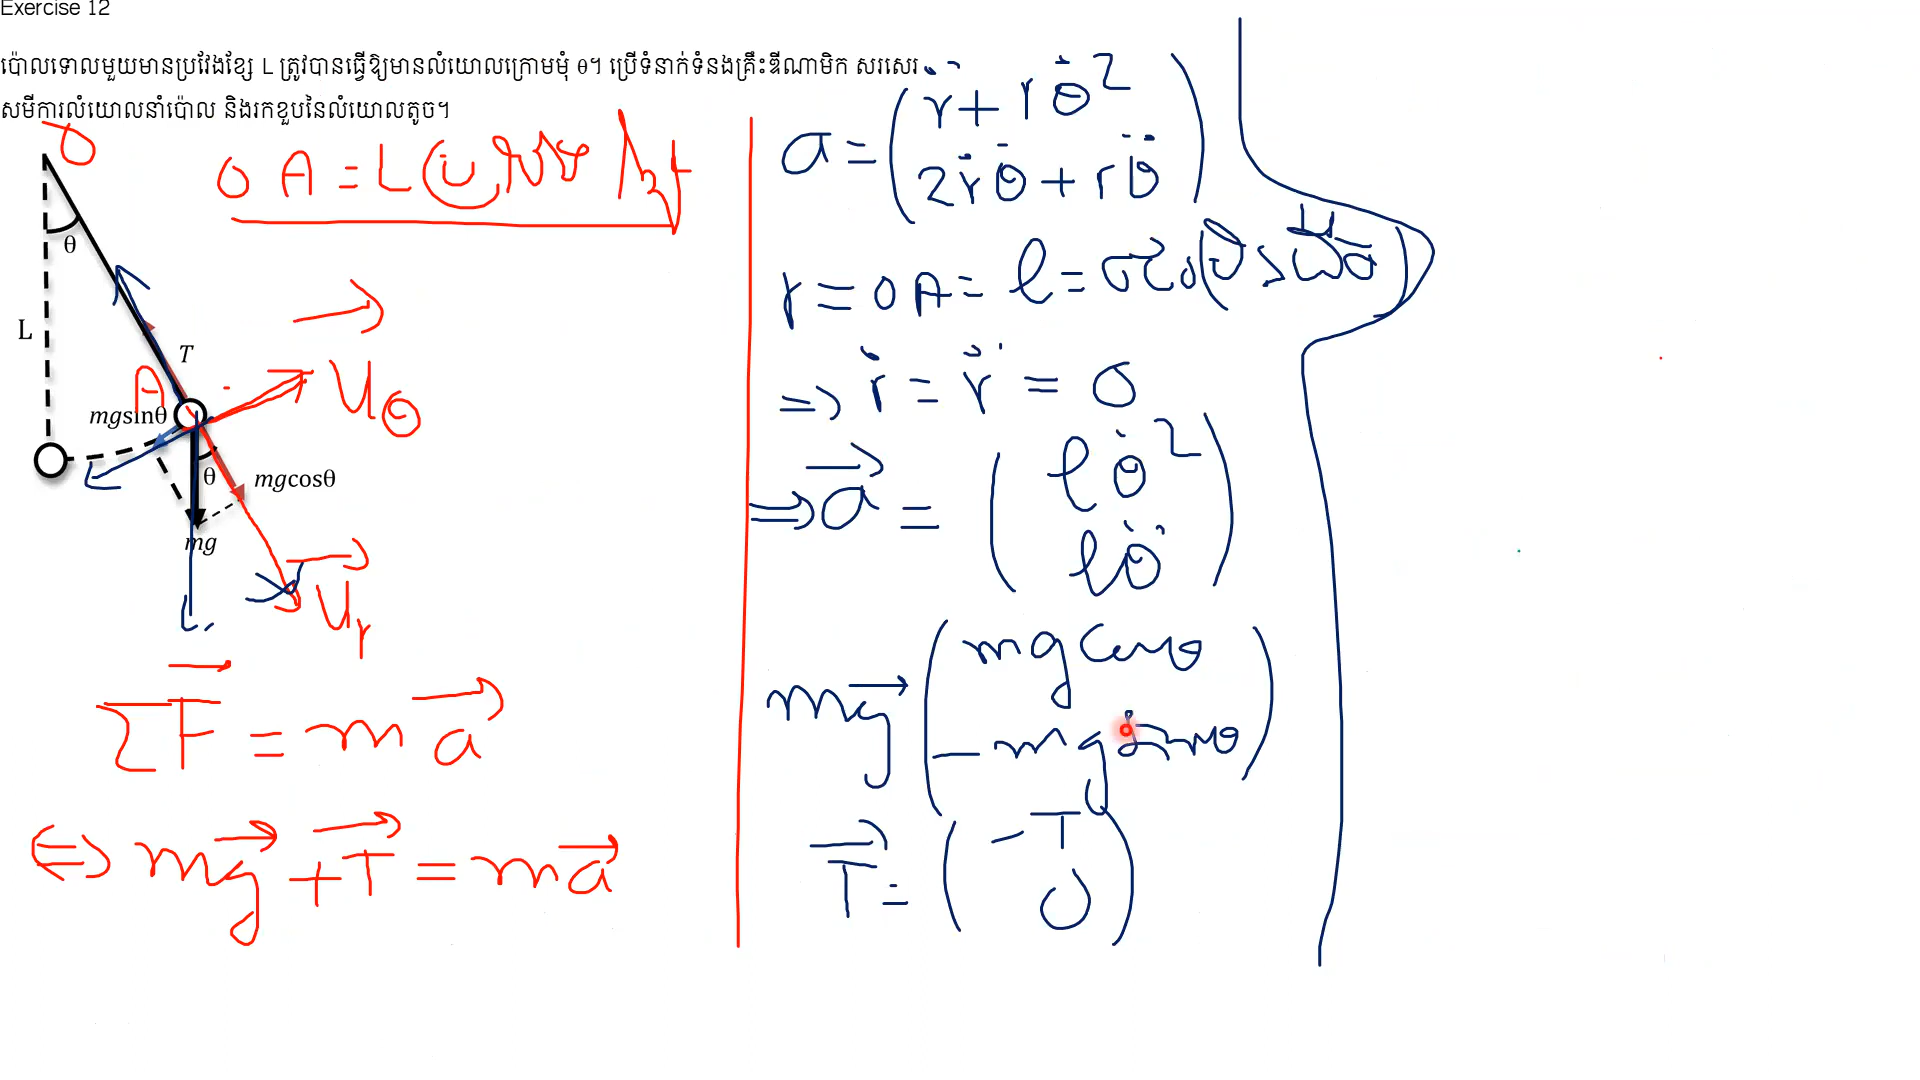 Exercise 12
ប៉ោលទោលមួយមានប្រវែងខ្សែ L ត្រូវបានធ្វើឱ្យមានលំយោលក្រោមមុំ θ។ ប្រើទំនាក់ទំនងគ្រឹះឌីណាមិក សរសេរ
សមីការលំយោលនាំប៉ោល និងរកខួបនៃលំយោលតូច។
O
O A = L
θ
L
T
A
mgsinθ
θ
mgcosθ
mg
U⃗θ
U⃗r
ΣF⃗ = m a⃗
⇔ mg⃗ + T⃗ = ma⃗
a = ( r̈ + r θ̇²
2ṙθ̇ + rθ̈ )
r = OA = l =
⇒ ṙ = r̈ = 0
⇒ a⃗ = ( lθ̇²
lθ̈ )
mg⃗ ( mg cosθ
− mg sinθ )
T⃗ = ( −T
0 )